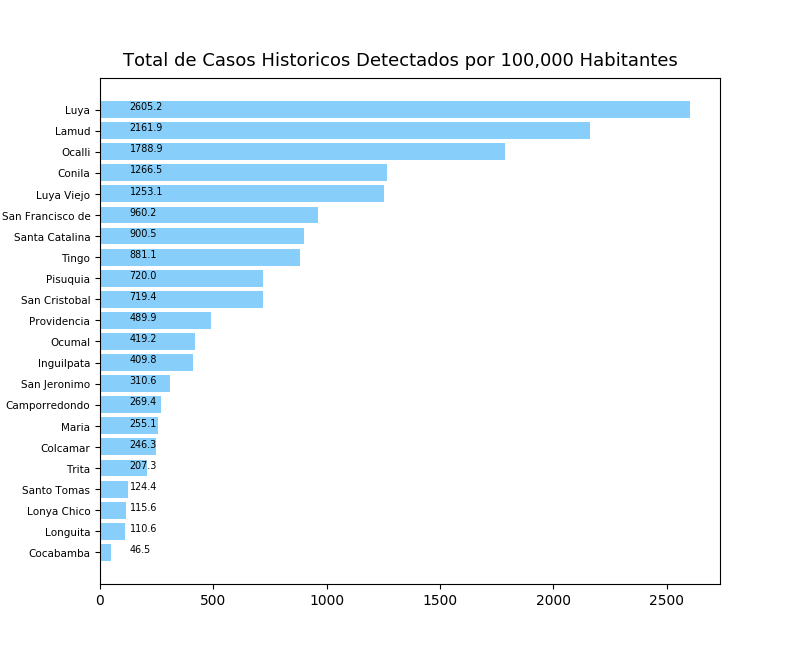 Total de Casos Historicos Detectados por 100,000 Habitantes
Luya 2605.2
Lamud 2161.9
Ocalli 1788.9
Conila 1266.5
Luya Viejo 1253.1
San Francisco de 960.2
Santa Catalina 900.5
Tingo 881.1
Pisuquia 720.0
San Cristobal 719.4
Providencia 489.9
Ocumal 419.2
Inguilpata 409.8
San Jeronimo 310.6
Camporredondo 269.4
Maria 255.1
Colcamar 246.3
Trita 207.3
Santo Tomas 124.4
Lonya Chico 115.6
Longuita 110.6
Cocabamba 46.5
0 500 1000 1500 2000 2500